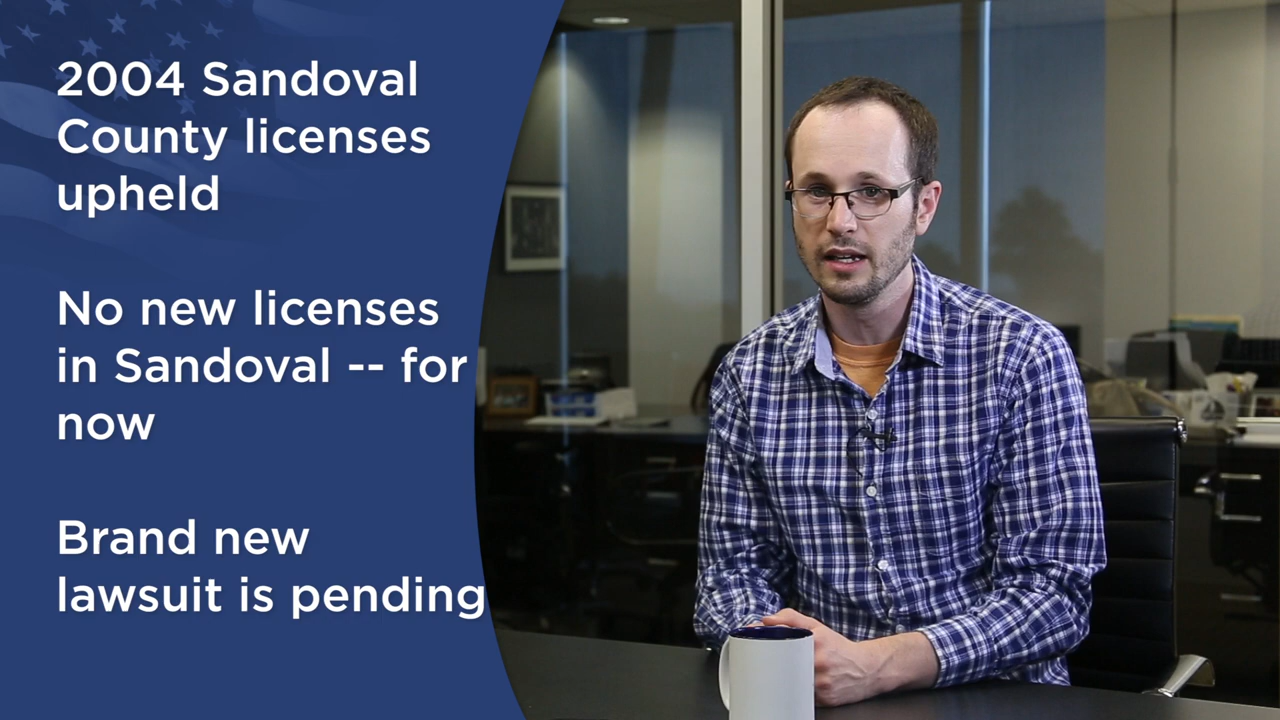 2004 Sandoval
County licenses
upheld
No new licenses
in Sandoval -- for
now
Brand new
lawsuit is pending